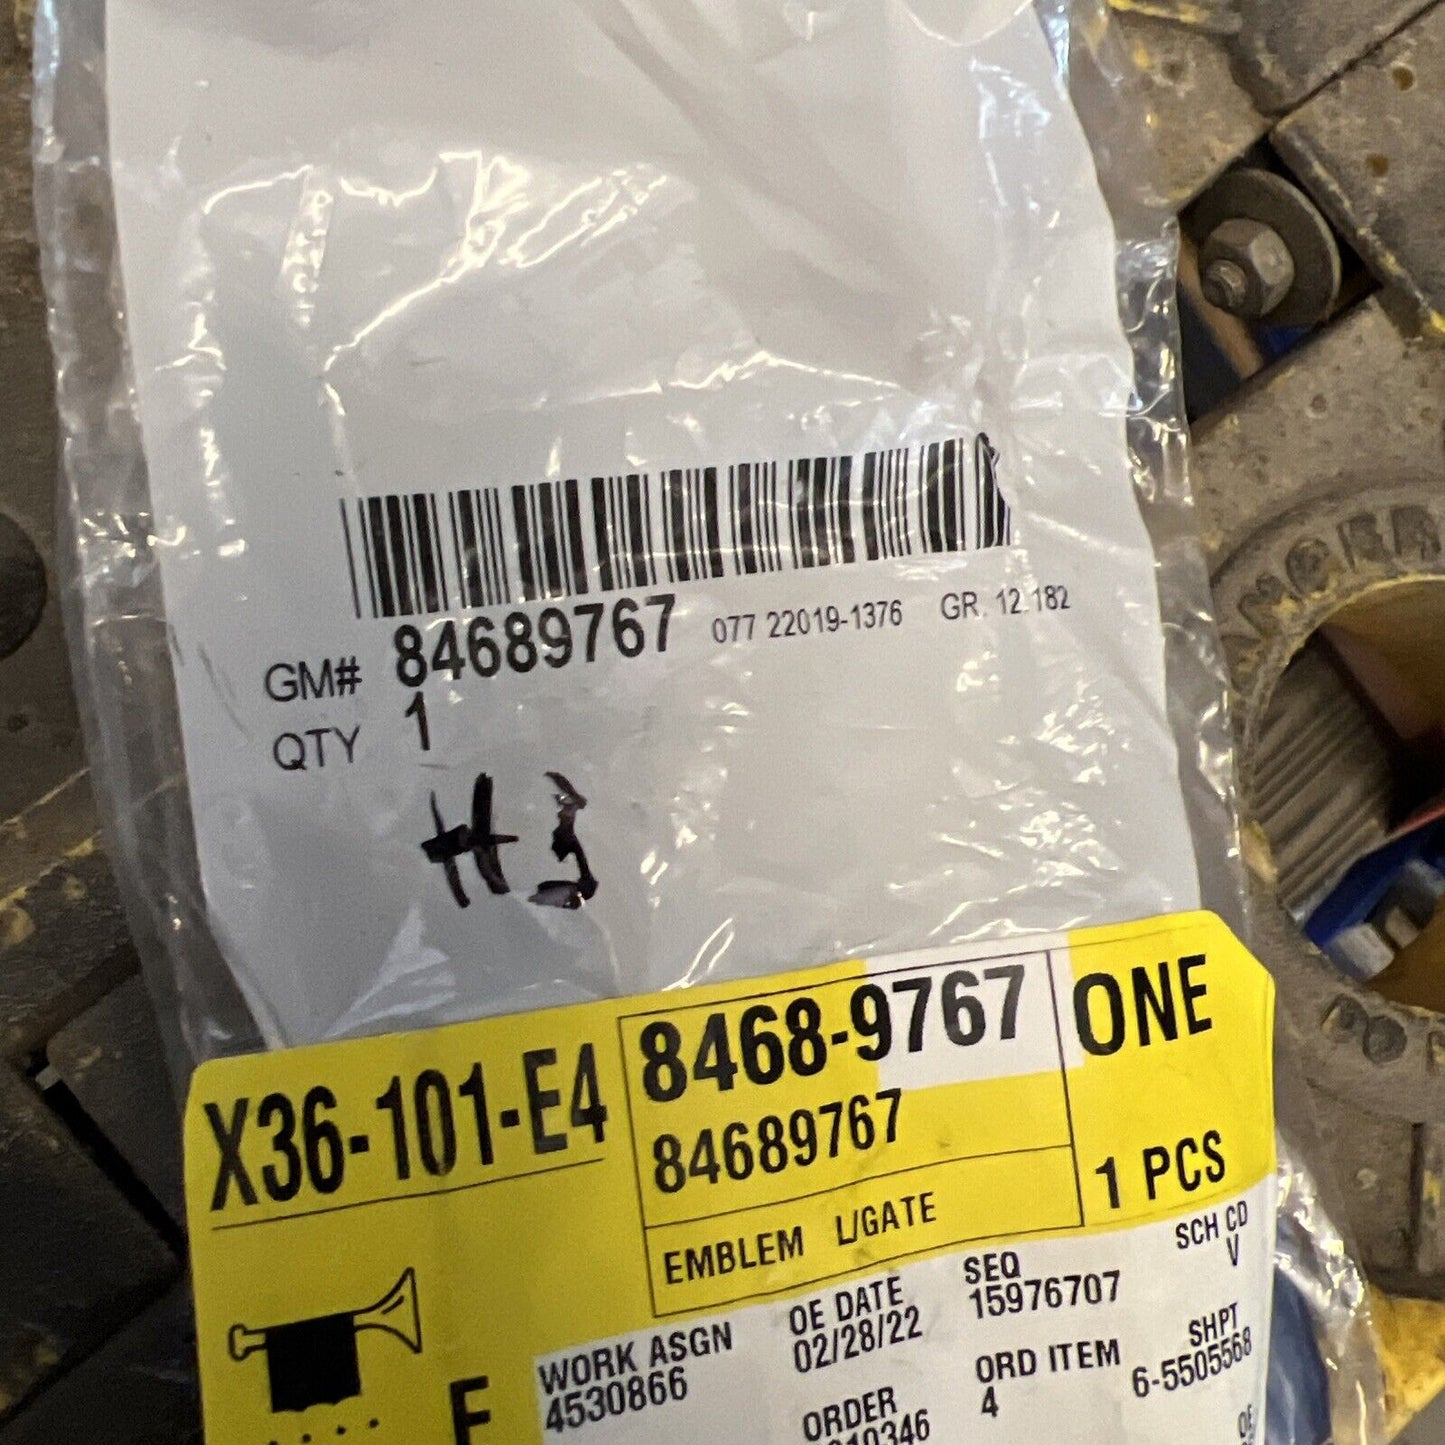 GM# 84689767 077 22019-1376 GR. 12.182
QTY 1
#3
X36-101-E4
8468-9767
84689767
ONE
1 PCS
EMBLEM L/GATE
WORK ASGN
4530866
OE DATE
02/28/22
SEQ
15976707
SCH CD
V
ORDER
ORD ITEM
4
SHPT
6-5505568